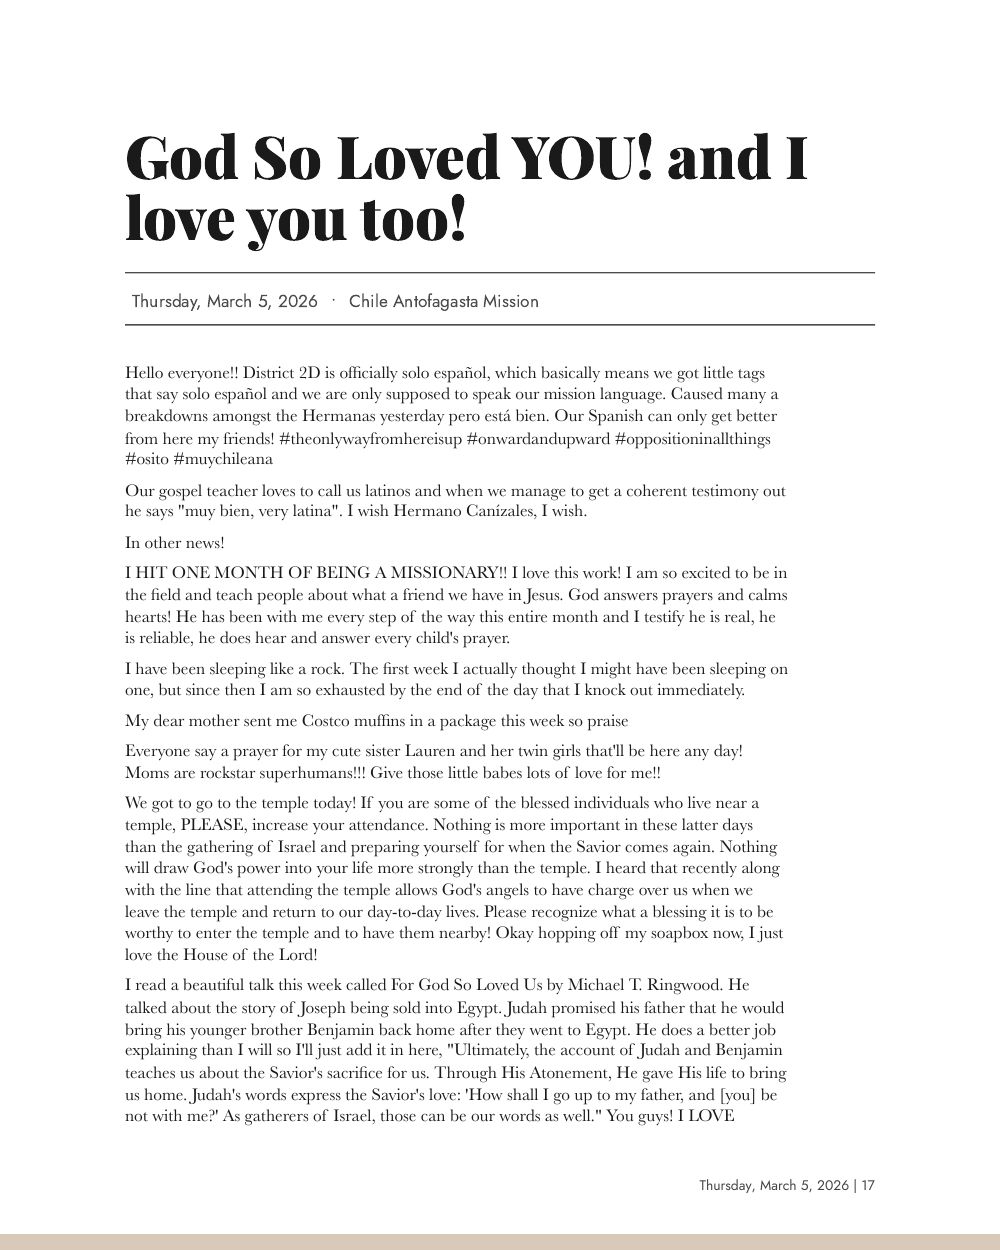 God So Loved YOU! and I
love you too!
Thursday, March 5, 2026 · Chile Antofagasta Mission
Hello everyone!! District 2D is officially solo español, which basically means we got little tags
that say solo español and we are only supposed to speak our mission language. Caused many a
breakdowns amongst the Hermanas yesterday pero está bien. Our Spanish can only get better
from here my friends! #theonlywayfromhereisup #onwardandupward #oppositioninallthings
#osito #muychileana
Our gospel teacher loves to call us latinos and when we manage to get a coherent testimony out
he says "muy bien, very latina". I wish Hermano Canízales, I wish.
In other news!
I HIT ONE MONTH OF BEING A MISSIONARY!! I love this work! I am so excited to be in
the field and teach people about what a friend we have in Jesus. God answers prayers and calms
hearts! He has been with me every step of the way this entire month and I testify he is real, he
is reliable, he does hear and answer every child's prayer.
I have been sleeping like a rock. The first week I actually thought I might have been sleeping on
one, but since then I am so exhausted by the end of the day that I knock out immediately.
My dear mother sent me Costco muffins in a package this week so praise
Everyone say a prayer for my cute sister Lauren and her twin girls that'll be here any day!
Moms are rockstar superhumans!!! Give those little babes lots of love for me!!
We got to go to the temple today! If you are some of the blessed individuals who live near a
temple, PLEASE, increase your attendance. Nothing is more important in these latter days
than the gathering of Israel and preparing yourself for when the Savior comes again. Nothing
will draw God's power into your life more strongly than the temple. I heard that recently along
with the line that attending the temple allows God's angels to have charge over us when we
leave the temple and return to our day-to-day lives. Please recognize what a blessing it is to be
worthy to enter the temple and to have them nearby! Okay hopping off my soapbox now, I just
love the House of the Lord!
I read a beautiful talk this week called For God So Loved Us by Michael T. Ringwood. He
talked about the story of Joseph being sold into Egypt. Judah promised his father that he would
bring his younger brother Benjamin back home after they went to Egypt. He does a better job
explaining than I will so I'll just add it in here, "Ultimately, the account of Judah and Benjamin
teaches us about the Savior's sacrifice for us. Through His Atonement, He gave His life to bring
us home. Judah's words express the Savior's love: 'How shall I go up to my father, and [you] be
not with me?' As gatherers of Israel, those can be our words as well." You guys! I LOVE
Thursday, March 5, 2026 | 17